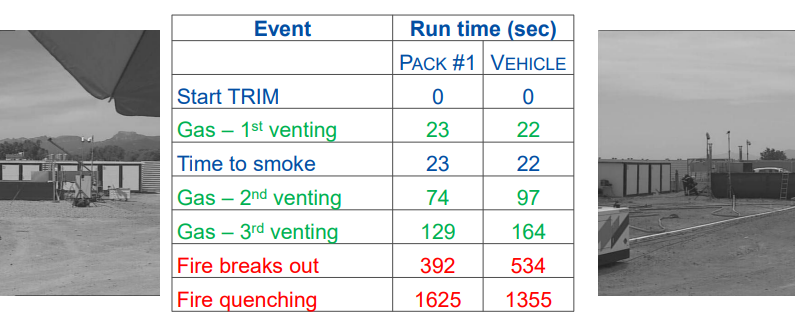 Event Run time (sec)
PACK #1 VEHICLE
Start TRIM 0 0
Gas – 1st venting 23 22
Time to smoke 23 22
Gas – 2nd venting 74 97
Gas – 3rd venting 129 164
Fire breaks out 392 534
Fire quenching 1625 1355